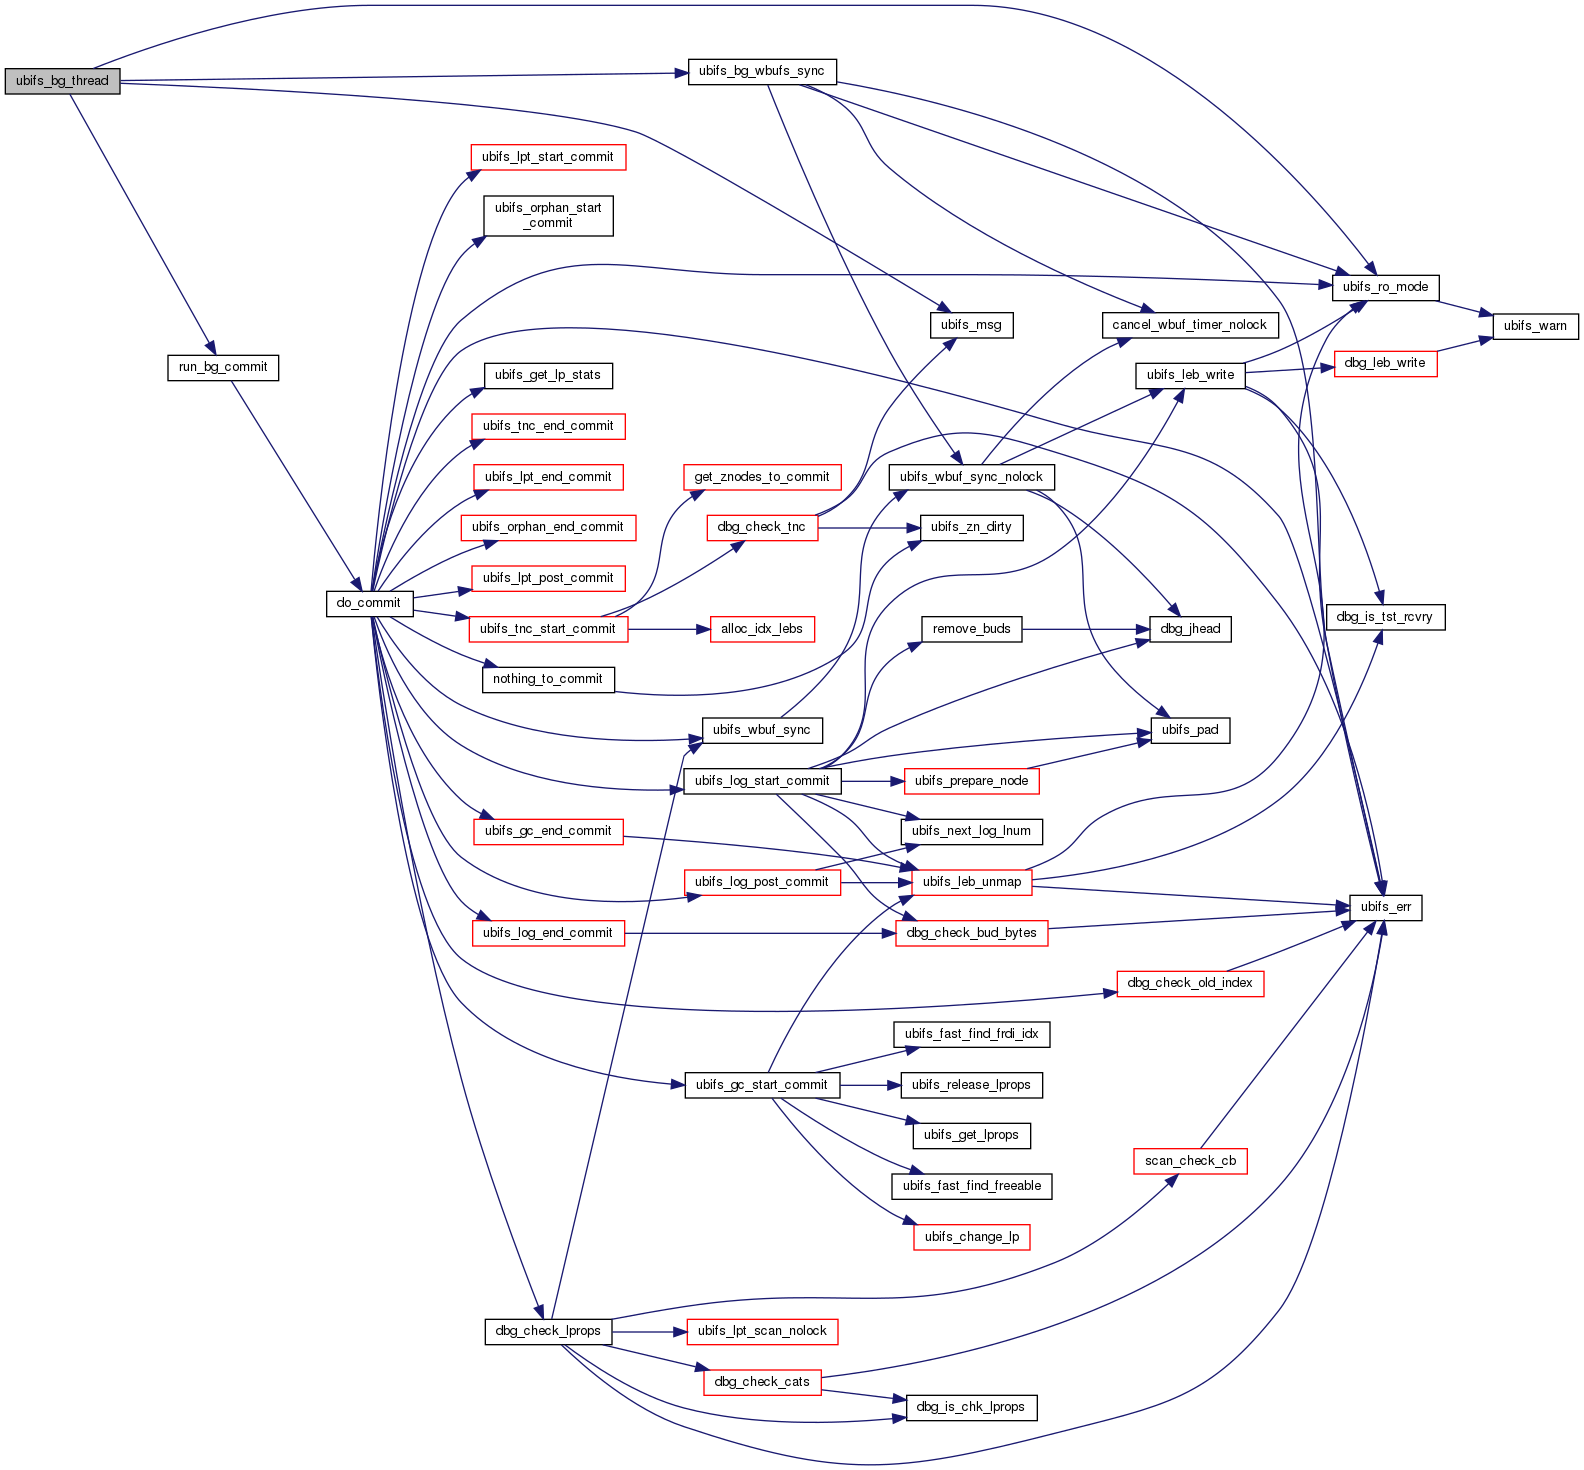 ubifs_bg_thread
run_bg_commit
do_commit
ubifs_lpt_start_commit
ubifs_orphan_start
_commit
ubifs_get_lp_stats
ubifs_tnc_end_commit
ubifs_lpt_end_commit
ubifs_orphan_end_commit
ubifs_lpt_post_commit
ubifs_tnc_start_commit
nothing_to_commit
ubifs_gc_end_commit
ubifs_log_end_commit
dbg_check_lprops
ubifs_bg_wbufs_sync
get_znodes_to_commit
dbg_check_tnc
alloc_idx_lebs
ubifs_wbuf_sync
ubifs_log_start_commit
ubifs_log_post_commit
ubifs_gc_start_commit
ubifs_lpt_scan_nolock
dbg_check_cats
ubifs_msg
ubifs_wbuf_sync_nolock
ubifs_zn_dirty
remove_buds
ubifs_prepare_node
ubifs_next_log_lnum
ubifs_leb_unmap
dbg_check_bud_bytes
ubifs_fast_find_frdi_idx
ubifs_release_lprops
ubifs_get_lprops
ubifs_fast_find_freeable
ubifs_change_lp
dbg_is_chk_lprops
cancel_wbuf_timer_nolock
ubifs_leb_write
dbg_jhead
ubifs_pad
dbg_check_old_index
scan_check_cb
ubifs_ro_mode
dbg_leb_write
dbg_is_tst_rcvry
ubifs_err
ubifs_warn